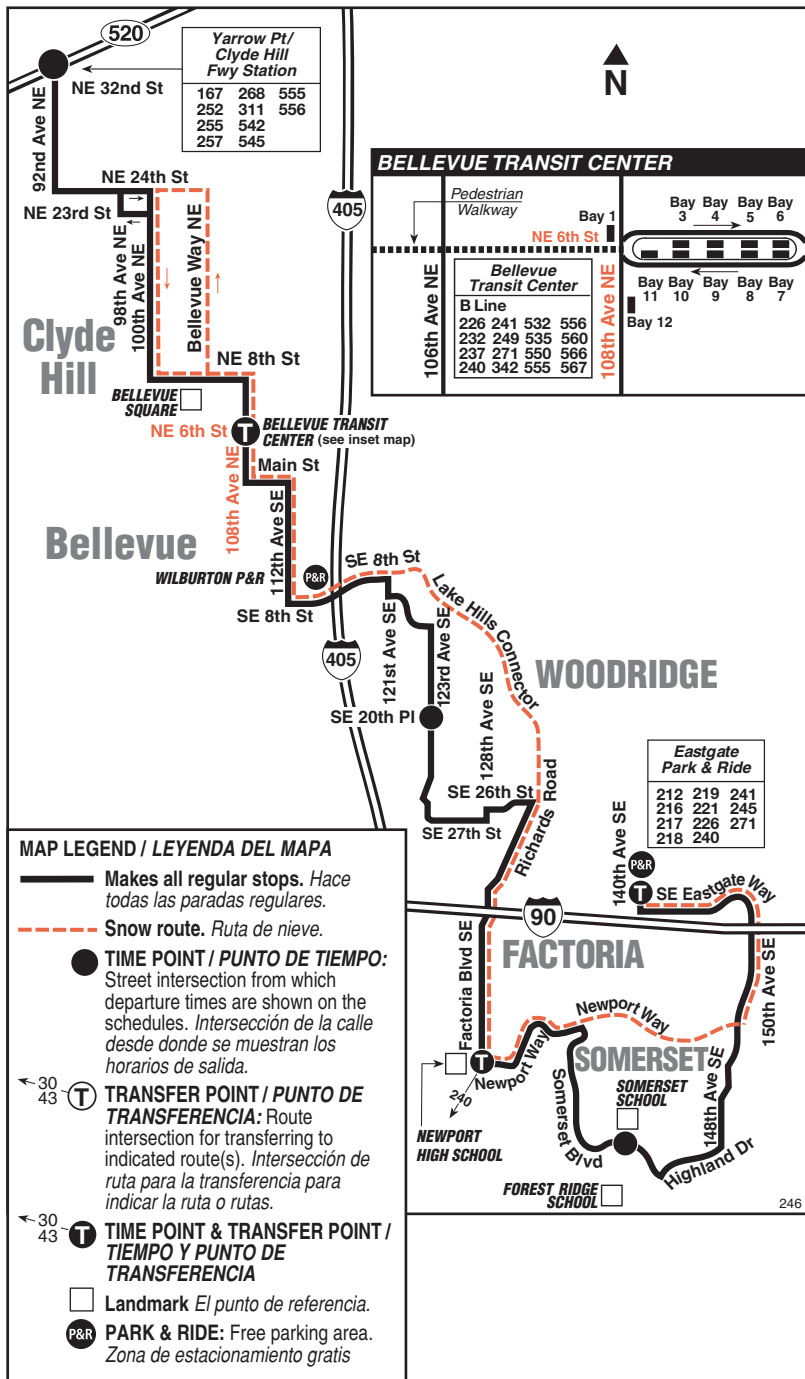 520
Yarrow Pt/
Clyde Hill
Fwy Station
167 268 555
252 311 556
255 542
257 545
NE 32nd St
92nd Ave NE
N
405
NE 24th St
NE 23rd St
98th Ave NE
100th Ave NE
Bellevue Way NE
Clyde
Hill
NE 8th St
BELLEVUE
SQUARE
NE 6th St
T
BELLEVUE TRANSIT
CENTER (see inset map)
108th Ave NE
Main St
BELLEVUE TRANSIT CENTER
Pedestrian
Walkway
Bay 1
NE 6th St
Bay
3
Bay
4
Bay
5
Bay
6
106th Ave NE
Bellevue
Transit Center
B Line
226 241 532 556
232 249 535 560
237 271 550 566
240 342 555 567
108th Ave NE
Bay
11
Bay
10
Bay
9
Bay
8
Bay
7
Bay 12
Bellevue
112th Ave SE
WILBURTON P&R
P&R
SE 8th St
SE 8th St
405
Lake Hills Connector
121st Ave SE
123rd Ave SE
WOODRIDGE
SE 20th Pl
128th Ave SE
SE 26th St
SE 27th St
Richards Road
Eastgate
Park & Ride
212 219 241
216 221 245
217 226 271
218 240
140th Ave SE
P&R
T
SE Eastgate Way
90
FACTORIA
Factoria Blvd SE
150th Ave SE
Newport Way
Newport Way
T
240
NEWPORT
HIGH SCHOOL
SOMERSET
SOMERSET
SCHOOL
Somerset Blvd
148th Ave SE
Highland Dr
FOREST RIDGE
SCHOOL
246
MAP LEGEND / LEYENDA DEL MAPA
Makes all regular stops. Hace
todas las paradas regulares.
Snow route. Ruta de nieve.
TIME POINT / PUNTO DE TIEMPO:
Street intersection from which
departure times are shown on the
schedules. Intersección de la calle
desde donde se muestran los
horarios de salida.
30
43
T
TRANSFER POINT / PUNTO DE
TRANSFERENCIA: Route
intersection for transferring to
indicated route(s). Intersección de
ruta para la transferencia para
indicar la ruta o rutas.
30
43
T
TIME POINT & TRANSFER POINT /
TIEMPO Y PUNTO DE
TRANSFERENCIA
Landmark El punto de referencia.
P&R
PARK & RIDE: Free parking area.
Zona de estacionamiento gratis